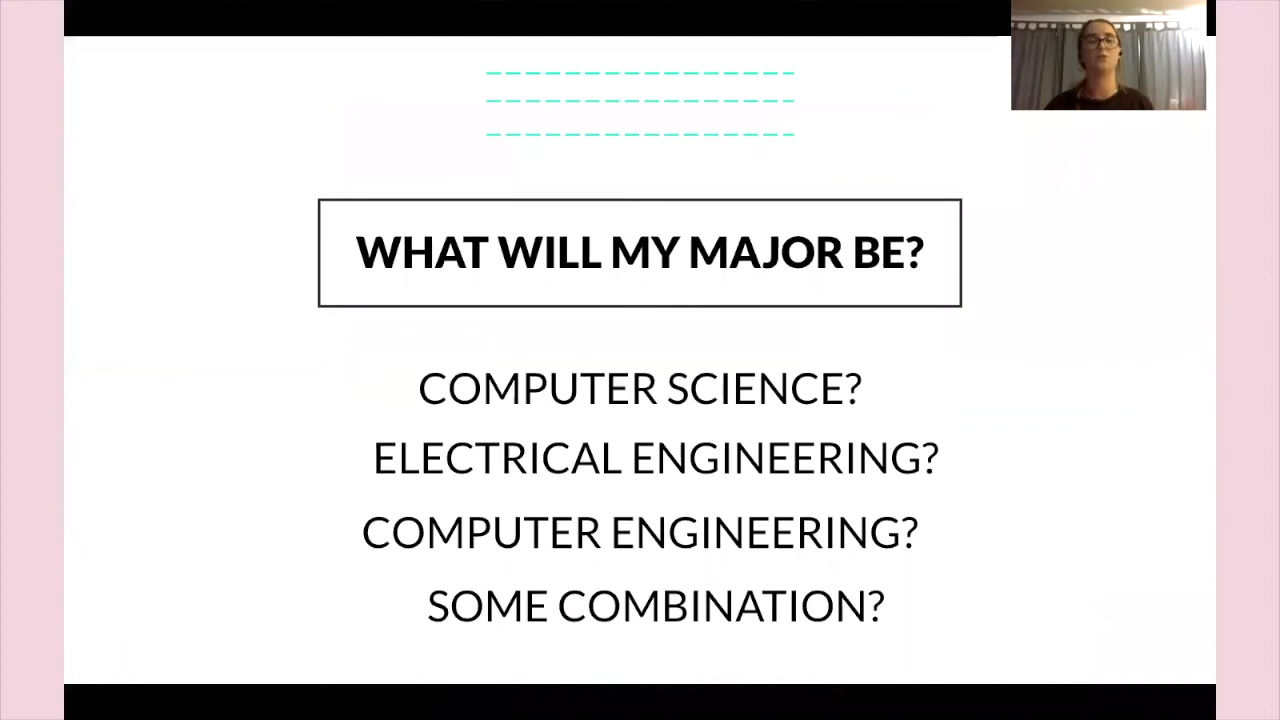 WHAT WILL MY MAJOR BE?
COMPUTER SCIENCE?
ELECTRICAL ENGINEERING?
COMPUTER ENGINEERING?
SOME COMBINATION?